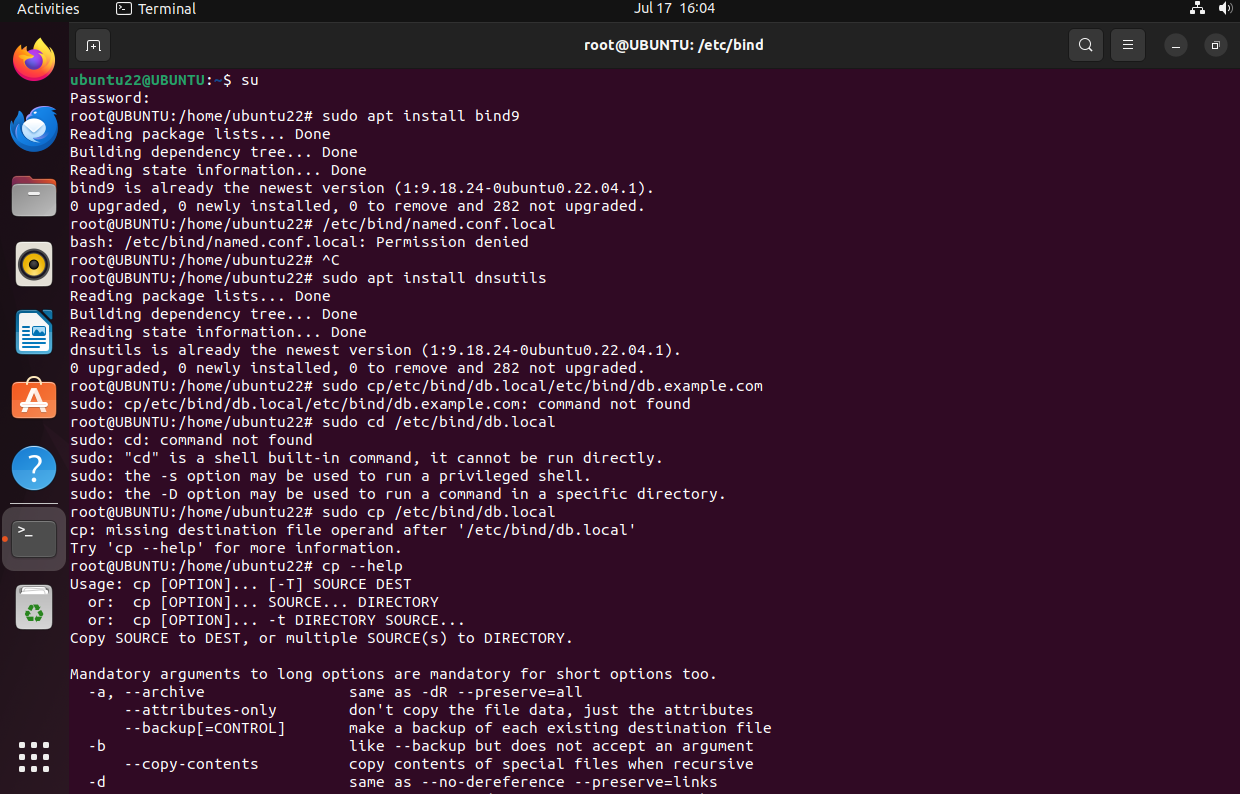 Activities
Terminal
Jul 17 16:04
root@UBUNTU: /etc/bind
ubuntu22@UBUNTU:~$ su
Password:
root@UBUNTU:/home/ubuntu22# sudo apt install bind9
Reading package lists... Done
Building dependency tree... Done
Reading state information... Done
bind9 is already the newest version (1:9.18.24-0ubuntu0.22.04.1).
0 upgraded, 0 newly installed, 0 to remove and 282 not upgraded.
root@UBUNTU:/home/ubuntu22# /etc/bind/named.conf.local
bash: /etc/bind/named.conf.local: Permission denied
root@UBUNTU:/home/ubuntu22# ^C
root@UBUNTU:/home/ubuntu22# sudo apt install dnsutils
Reading package lists... Done
Building dependency tree... Done
Reading state information... Done
dnsutils is already the newest version (1:9.18.24-0ubuntu0.22.04.1).
0 upgraded, 0 newly installed, 0 to remove and 282 not upgraded.
root@UBUNTU:/home/ubuntu22# sudo cp/etc/bind/db.local/etc/bind/db.example.com
sudo: cp/etc/bind/db.local/etc/bind/db.example.com: command not found
root@UBUNTU:/home/ubuntu22# sudo cd /etc/bind/db.local
sudo: cd: command not found
sudo: "cd" is a shell built-in command, it cannot be run directly.
sudo: the -s option may be used to run a privileged shell.
sudo: the -D option may be used to run a command in a specific directory.
root@UBUNTU:/home/ubuntu22# sudo cp /etc/bind/db.local
cp: missing destination file operand after '/etc/bind/db.local'
Try 'cp --help' for more information.
root@UBUNTU:/home/ubuntu22# cp --help
Usage: cp [OPTION]... [-T] SOURCE DEST
  or:  cp [OPTION]... SOURCE... DIRECTORY
  or:  cp [OPTION]... -t DIRECTORY SOURCE...
Copy SOURCE to DEST, or multiple SOURCE(s) to DIRECTORY.
Mandatory arguments to long options are mandatory for short options too.
  -a, --archive                same as -dR --preserve=all
      --attributes-only        don't copy the file data, just the attributes
      --backup[=CONTROL]       make a backup of each existing destination file
  -b                           like --backup but does not accept an argument
      --copy-contents          copy contents of special files when recursive
  -d                           same as --no-dereference --preserve=links